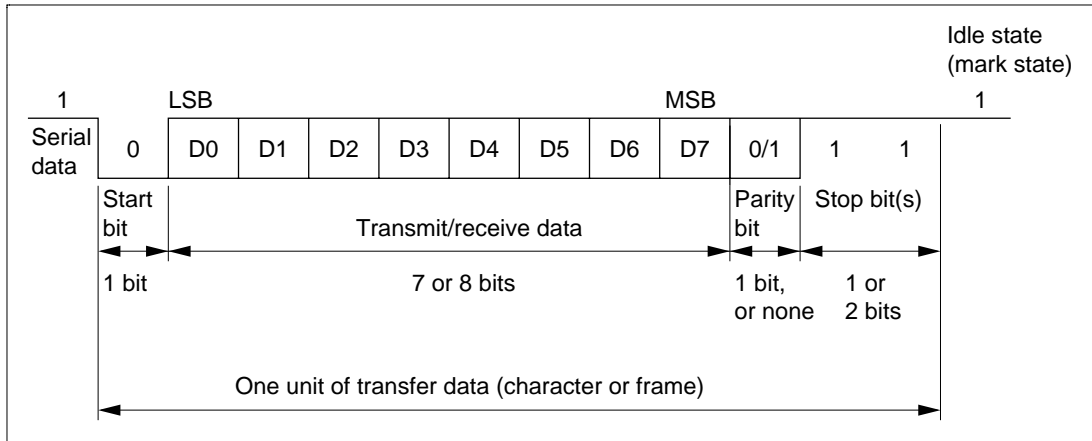 Idle state
(mark state)
1 LSB MSB 1
Serial
data
0 D0 D1 D2 D3 D4 D5 D6 D7 0/1 1 1
Start
bit
Transmit/receive data
Parity
bit
Stop bit(s)
1 bit
7 or 8 bits
1 bit,
or none
1 or
2 bits
One unit of transfer data (character or frame)